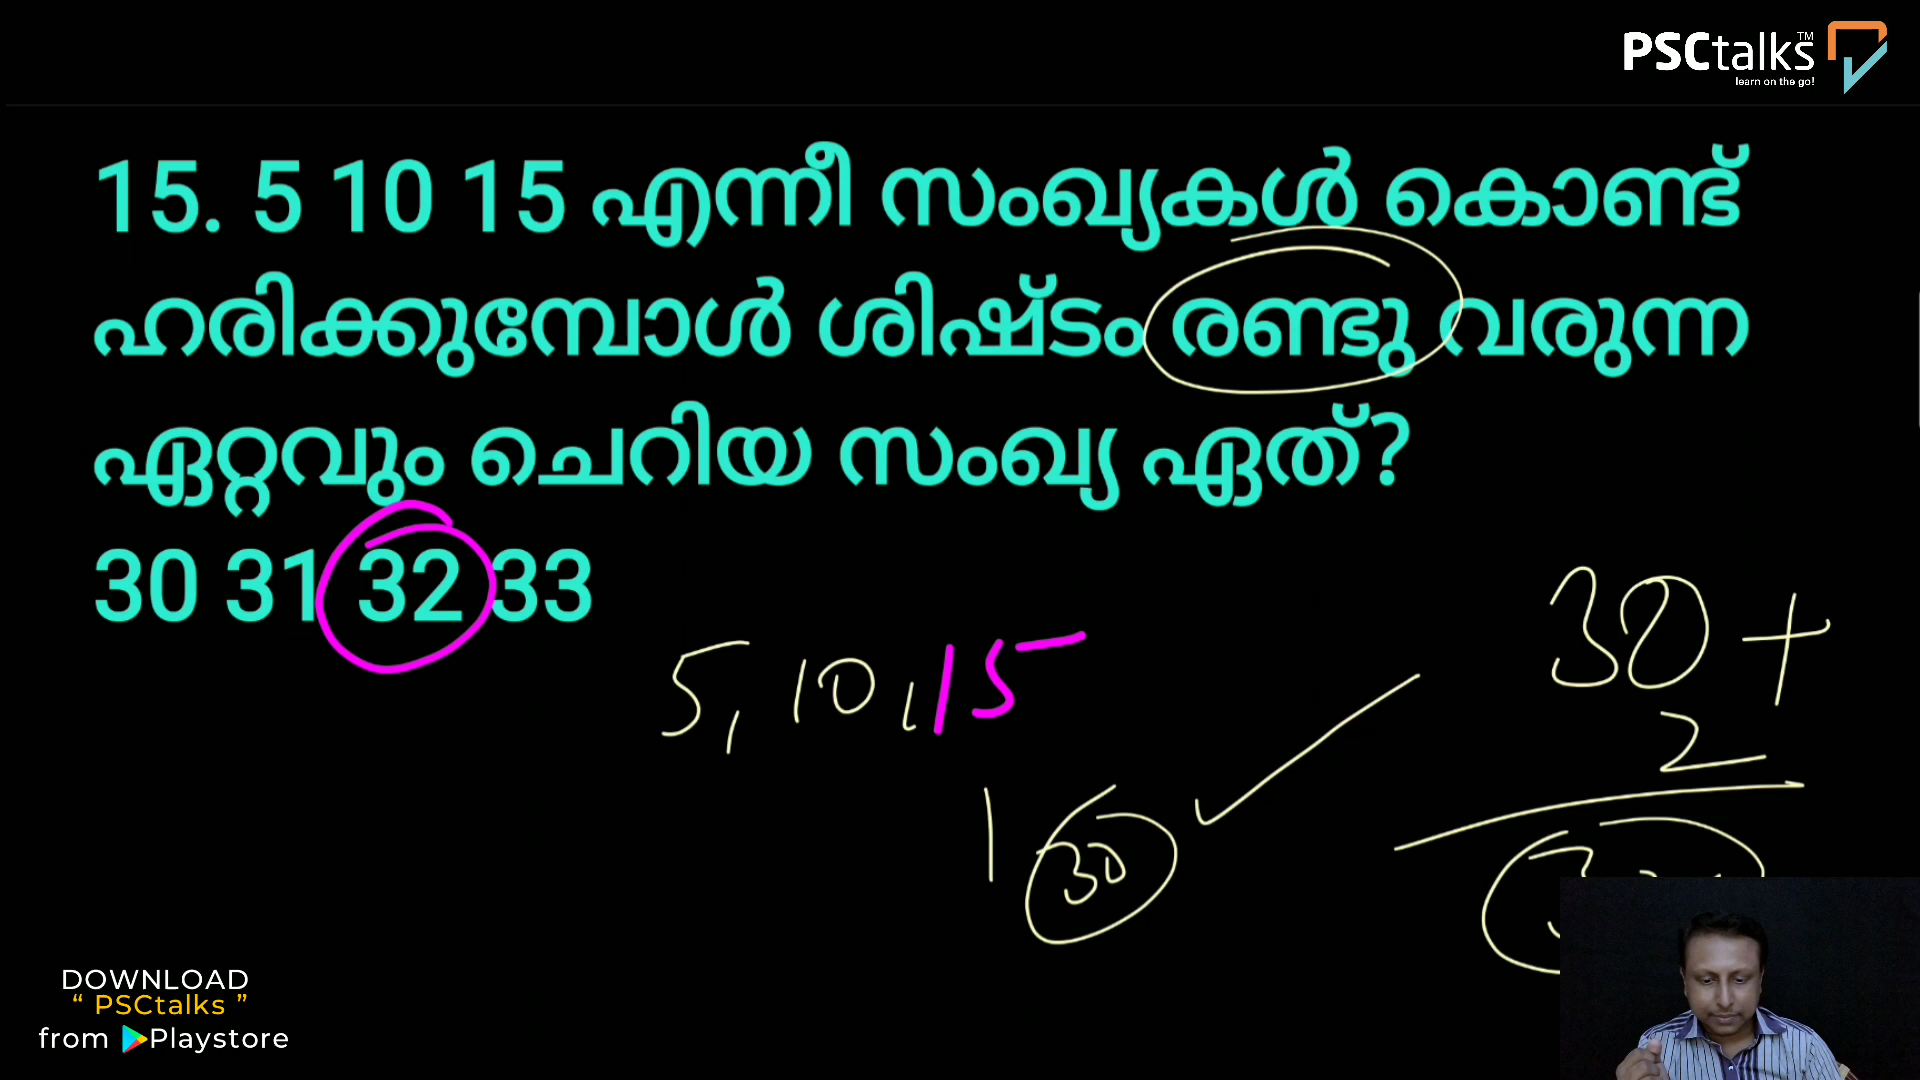 PSCtalks™
learn on the go!
15. 5 10 15 എന്നീ സംഖ്യകൾ കൊണ്ട്
ഹരിക്കുമ്പോൾ ശിഷ്ടം രണ്ടു വരുന്ന
ഏറ്റവും ചെറിയ സംഖ്യ ഏത്?
30 31 32 33
5, 10, 15
30 +
2
30
DOWNLOAD
“ PSCtalks ”
from Playstore